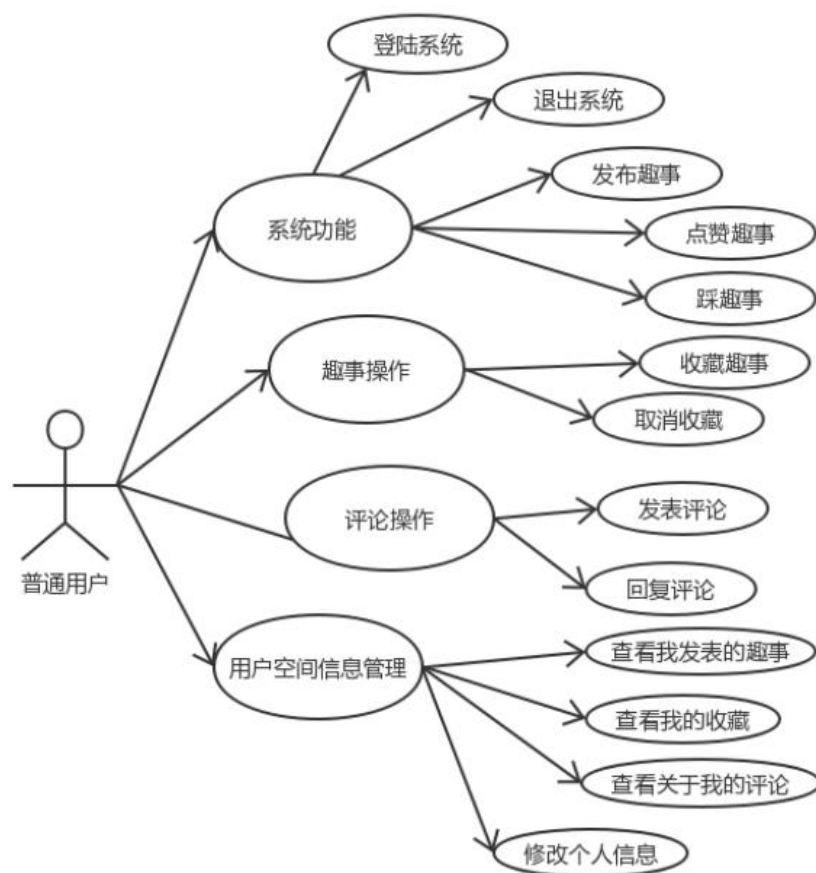 登陆系统
退出系统
发布趣事
系统功能
点赞趣事
踩趣事
趣事操作
收藏趣事
取消收藏
评论操作
发表评论
普通用户
回复评论
用户空间信息管理
查看我发表的趣事
查看我的收藏
查看关于我的评论
修改个人信息